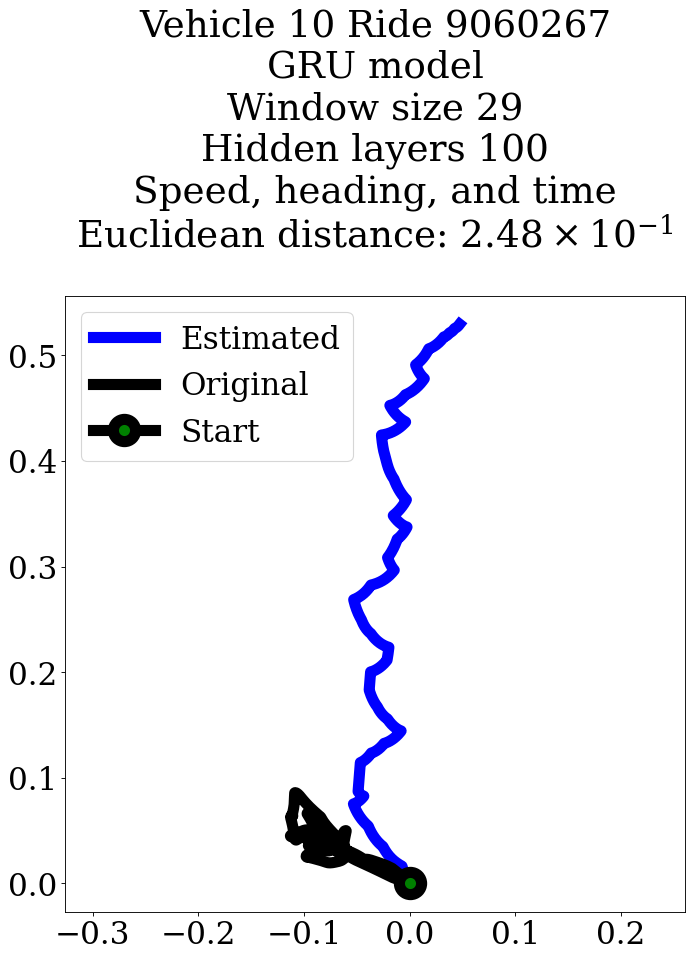 Vehicle 10 Ride 9060267
GRU model
Window size 29
Hidden layers 100
Speed, heading, and time
Euclidean distance: 2.48 × 10⁻¹
Estimated
Original
Start
0.5
0.4
0.3
0.2
0.1
0.0
−0.3 −0.2 −0.1 0.0 0.1 0.2